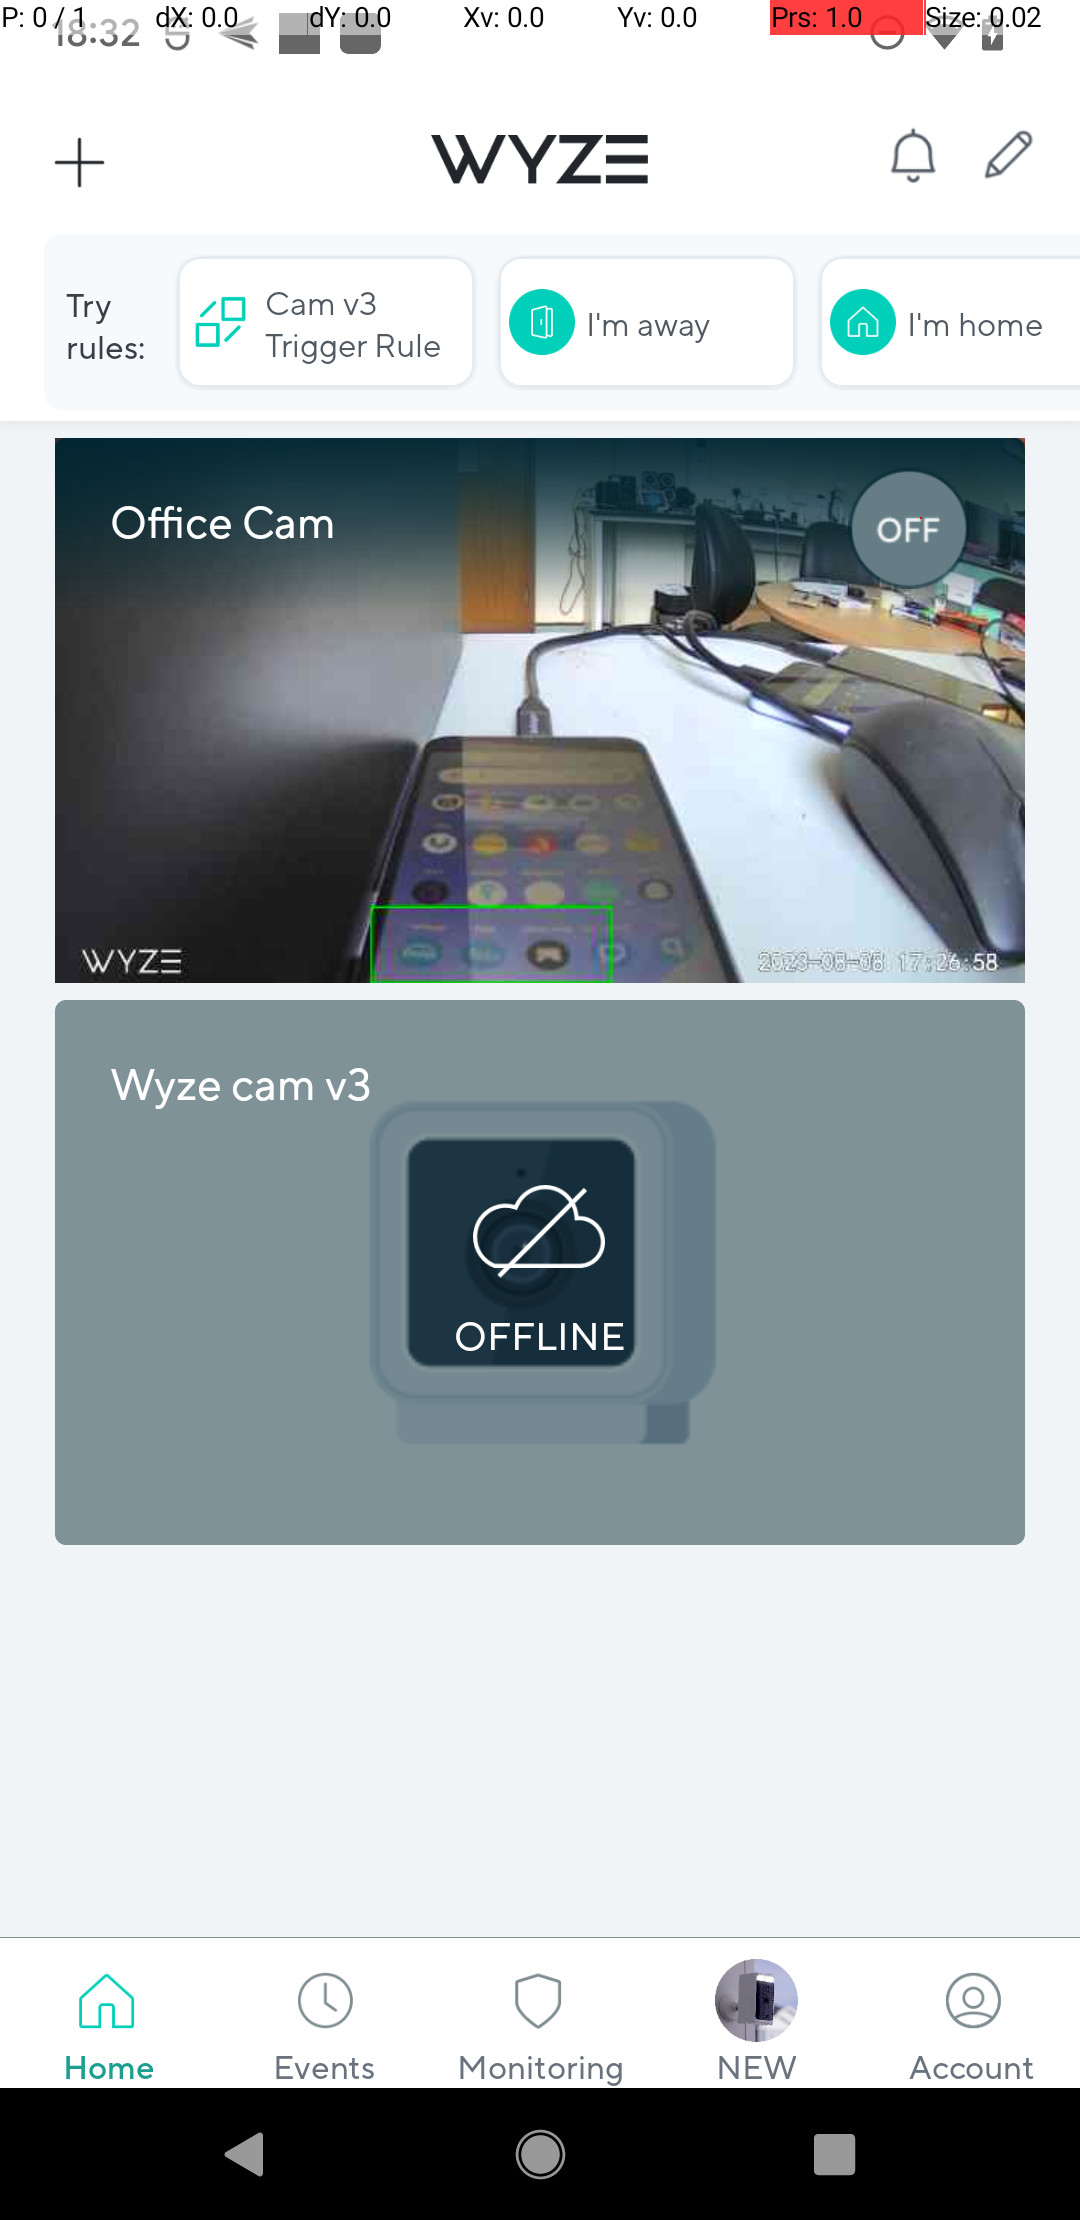 P: 0 / 1 dX: 0.0 dY: 0.0 Xv: 0.0 Yv: 0.0 Prs: 1.0 Size: 0.02
18:32
WYZE
Try
rules:
Cam v3
Trigger Rule
I'm away
I'm home
Office Cam
OFF
WYZE
2023-08-08 17:26:58
Wyze cam v3
OFFLINE
Home
Events
Monitoring
NEW
Account